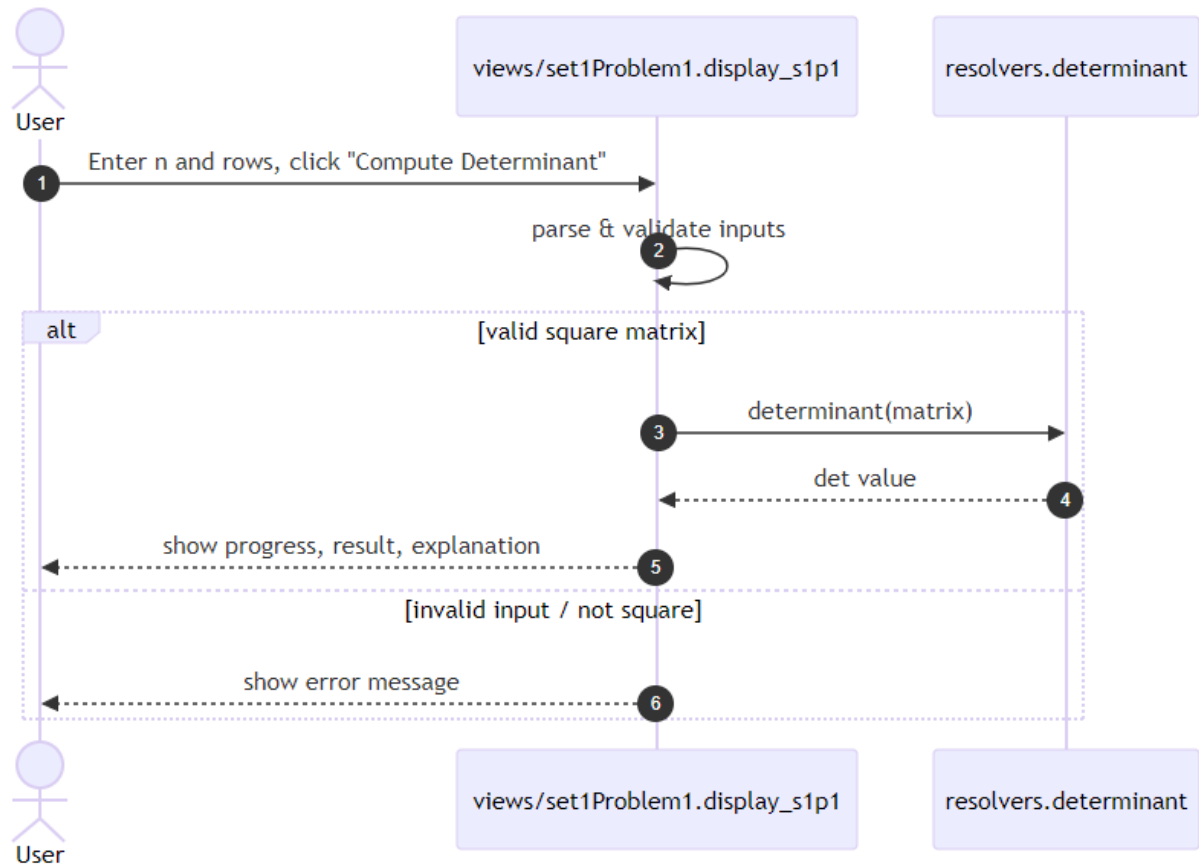 views/set1Problem1.display_s1p1
resolvers.determinant
User
Enter n and rows, click "Compute Determinant"
1
parse & validate inputs
2
alt
[valid square matrix]
determinant(matrix)
3
det value
4
show progress, result, explanation
5
[invalid input / not square]
show error message
6
views/set1Problem1.display_s1p1
resolvers.determinant
User